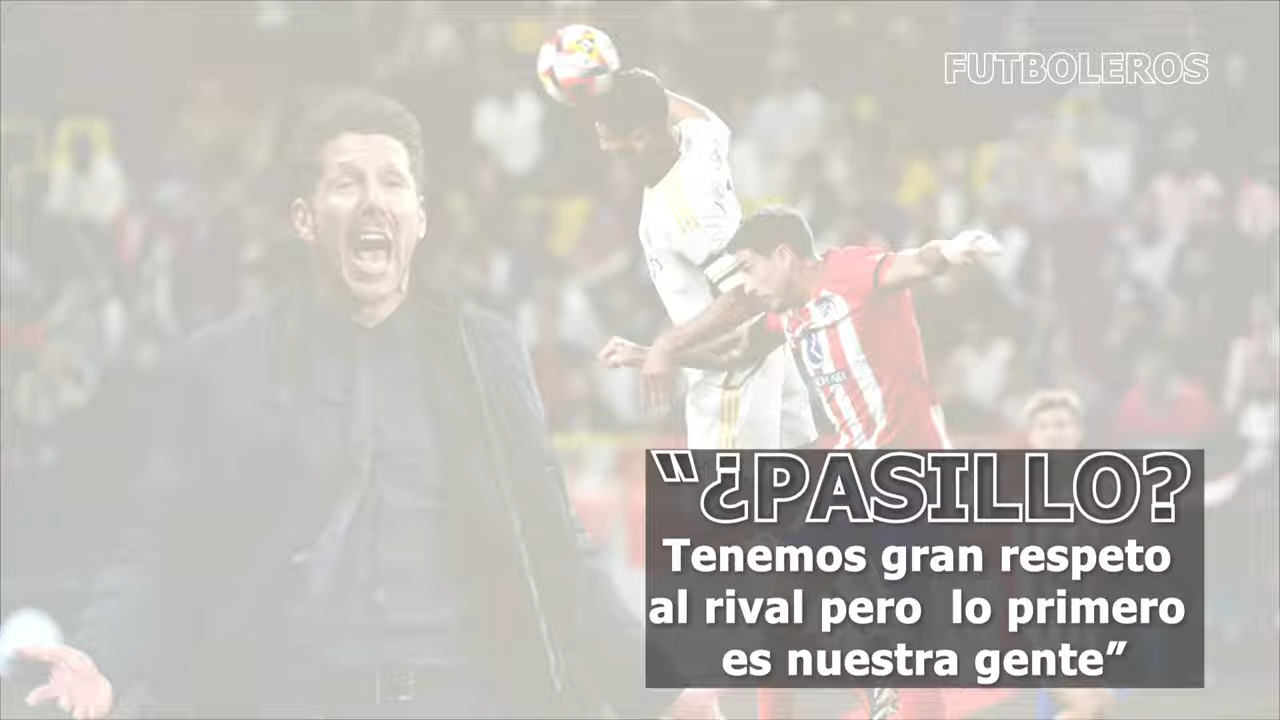 FUTBOLEROS
“¿PASILLO?
Tenemos gran respeto
al rival pero lo primero
es nuestra gente”